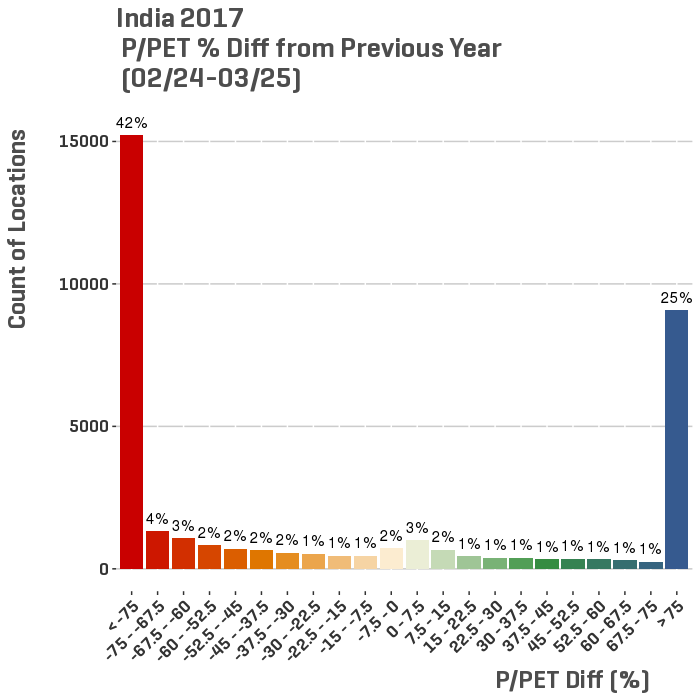 India 2017
P/PET % Diff from Previous Year
(02/24-03/25)
Count of Locations
15000
10000
5000
0
42%
4%
3%
2%
2%
2%
2%
1%
1%
1%
2%
3%
2%
1%
1%
1%
1%
1%
1%
1%
1%
25%
< -75
-75 - -67.5
-67.5 - -60
-60 - -52.5
-52.5 - -45
-45 - -37.5
-37.5 - -30
-30 - -22.5
-22.5 - -15
-15 - -7.5
-7.5 - 0
0 - 7.5
7.5 - 15
15 - 22.5
22.5 - 30
30 - 37.5
37.5 - 45
45 - 52.5
52.5 - 60
60 - 67.5
67.5 - 75
> 75
P/PET Diff (%)